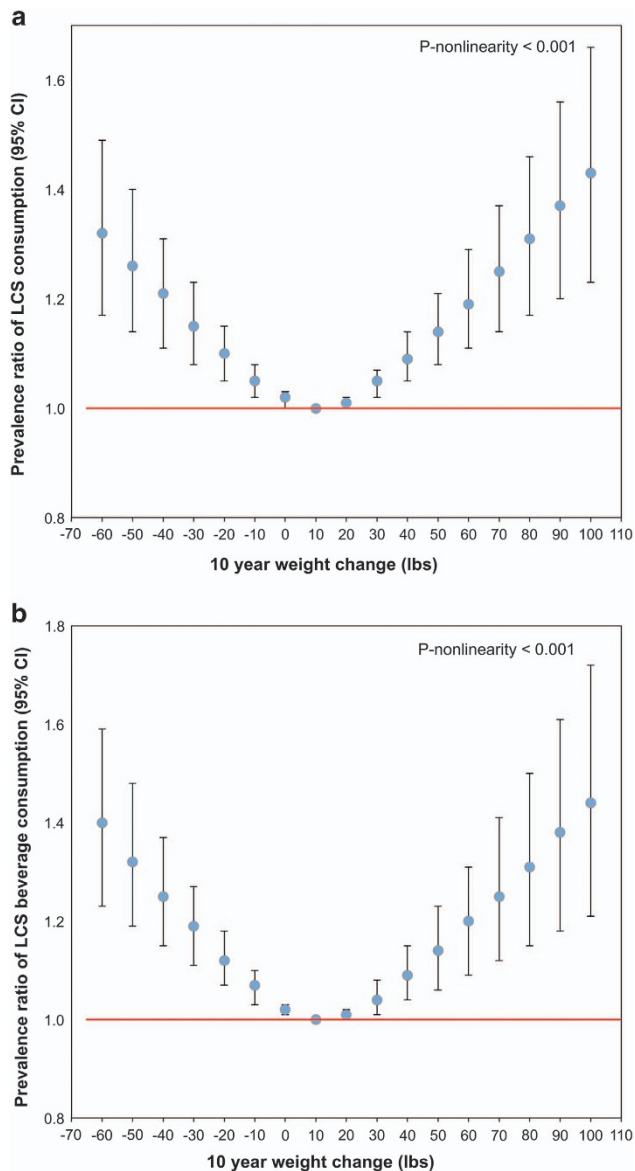 a
P-nonlinearity < 0.001
Prevalence ratio of LCS consumption (95% CI)
1.6
1.4
1.2
1.0
0.8
-70 -60 -50 -40 -30 -20 -10 0 10 20 30 40 50 60 70 80 90 100 110
10 year weight change (lbs)
b
P-nonlinearity < 0.001
Prevalence ratio of LCS beverage consumption (95% CI)
1.8
1.6
1.4
1.2
1.0
0.8
-70 -60 -50 -40 -30 -20 -10 0 10 20 30 40 50 60 70 80 90 100 110
10 year weight change (lbs)